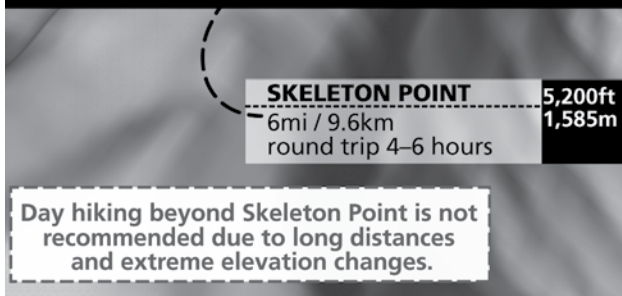 SKELETON POINT
5,200ft
6mi / 9.6km
1,585m
round trip 4–6 hours
Day hiking beyond Skeleton Point is not
recommended due to long distances
and extreme elevation changes.